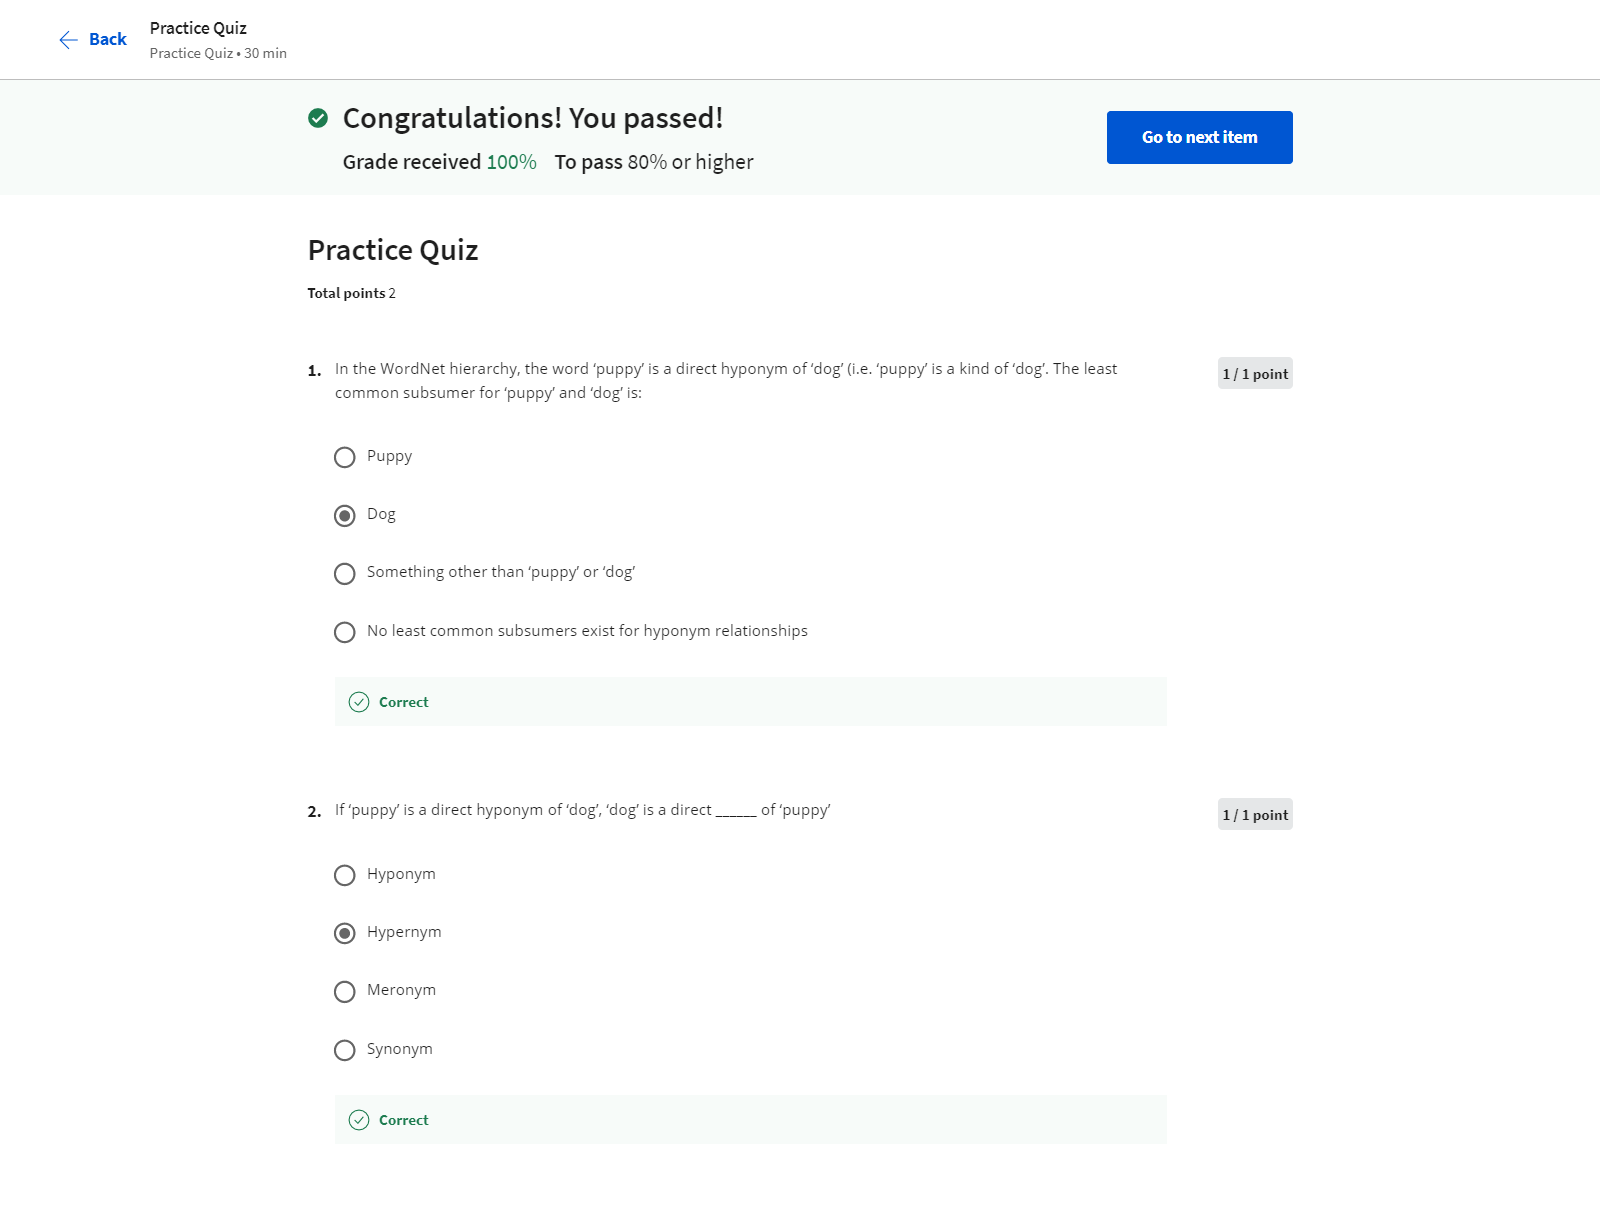 Back
Practice Quiz
Practice Quiz • 30 min
Congratulations! You passed!
Grade received 100% To pass 80% or higher
Go to next item
Practice Quiz
Total points 2
1. In the WordNet hierarchy, the word ‘puppy’ is a direct hyponym of ‘dog’ (i.e. ‘puppy’ is a kind of ‘dog’. The least
common subsumer for ‘puppy’ and ‘dog’ is:
1 / 1 point
Puppy
Dog
Something other than ‘puppy’ or ‘dog’
No least common subsumers exist for hyponym relationships
Correct
2. If ‘puppy’ is a direct hyponym of ‘dog’, ‘dog’ is a direct ______ of ‘puppy’
1 / 1 point
Hyponym
Hypernym
Meronym
Synonym
Correct